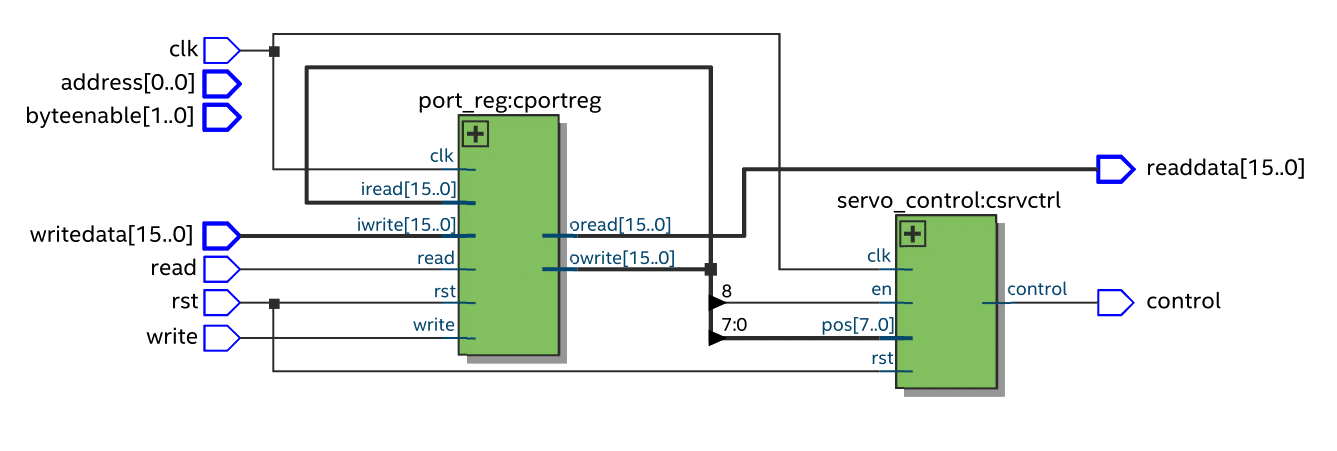 clk
address[0..0]
byteenable[1..0]
writedata[15..0]
read
rst
write
port_reg:cportreg
clk
iread[15..0]
iwrite[15..0]
read
rst
write
oread[15..0]
owrite[15..0]
8
7:0
servo_control:csrvctrl
clk
en
pos[7..0]
rst
control
readdata[15..0]
control